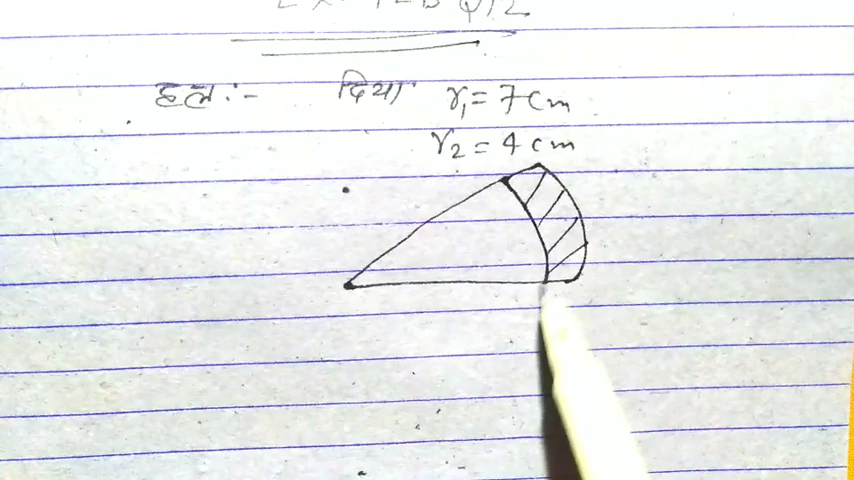 हल:-  दिया  r₁ = 7 cm
r₂ = 4 cm